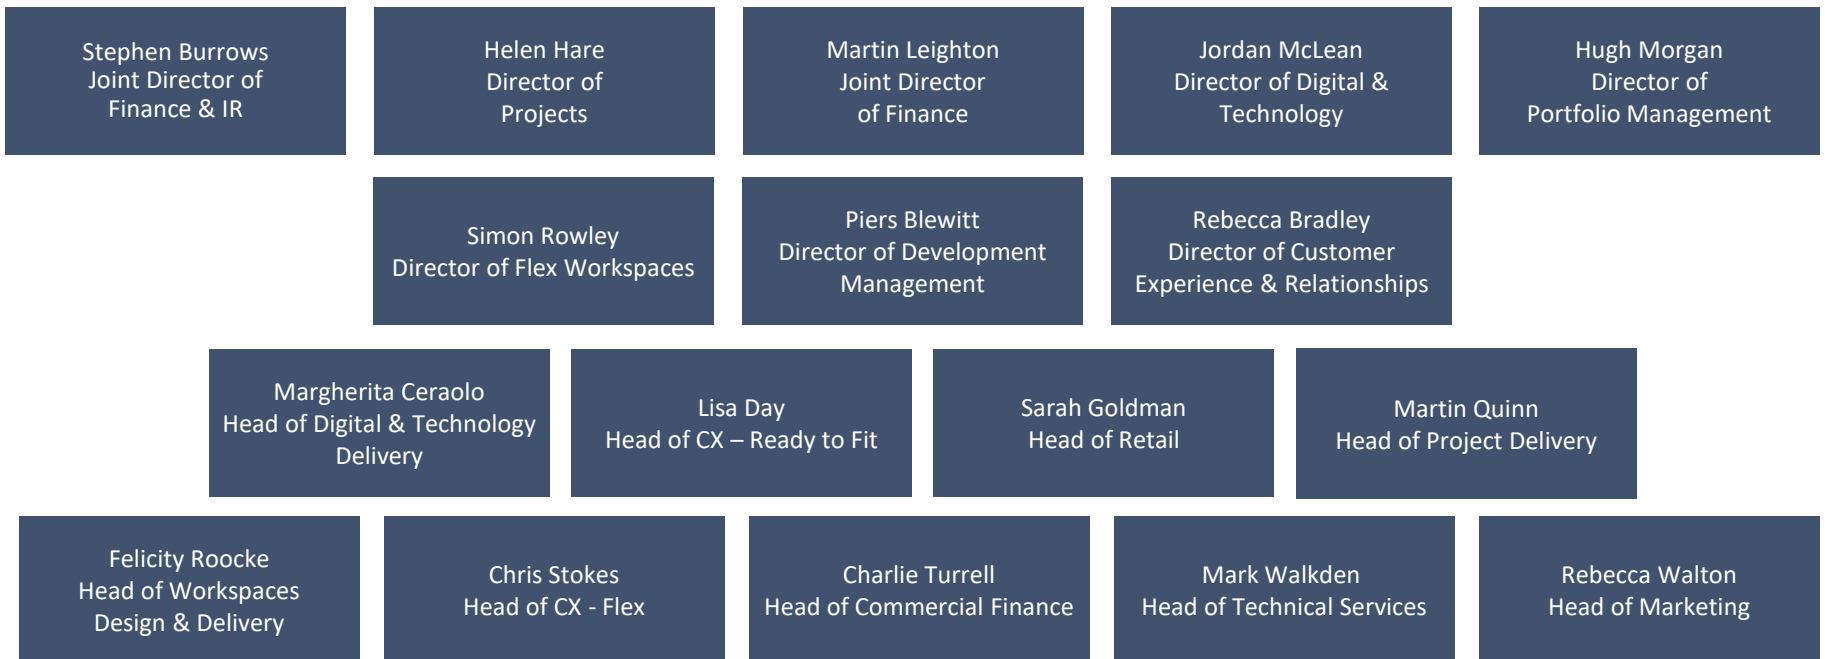 Stephen Burrows
Joint Director of
Finance & IR
Helen Hare
Director of
Projects
Martin Leighton
Joint Director
of Finance
Jordan McLean
Director of Digital &
Technology
Hugh Morgan
Director of
Portfolio Management
Simon Rowley
Director of Flex Workspaces
Piers Blewitt
Director of Development
Management
Rebecca Bradley
Director of Customer
Experience & Relationships
Margherita Ceraolo
Head of Digital & Technology
Delivery
Lisa Day
Head of CX – Ready to Fit
Sarah Goldman
Head of Retail
Martin Quinn
Head of Project Delivery
Felicity Roocke
Head of Workspaces
Design & Delivery
Chris Stokes
Head of CX - Flex
Charlie Turrell
Head of Commercial Finance
Mark Walkden
Head of Technical Services
Rebecca Walton
Head of Marketing